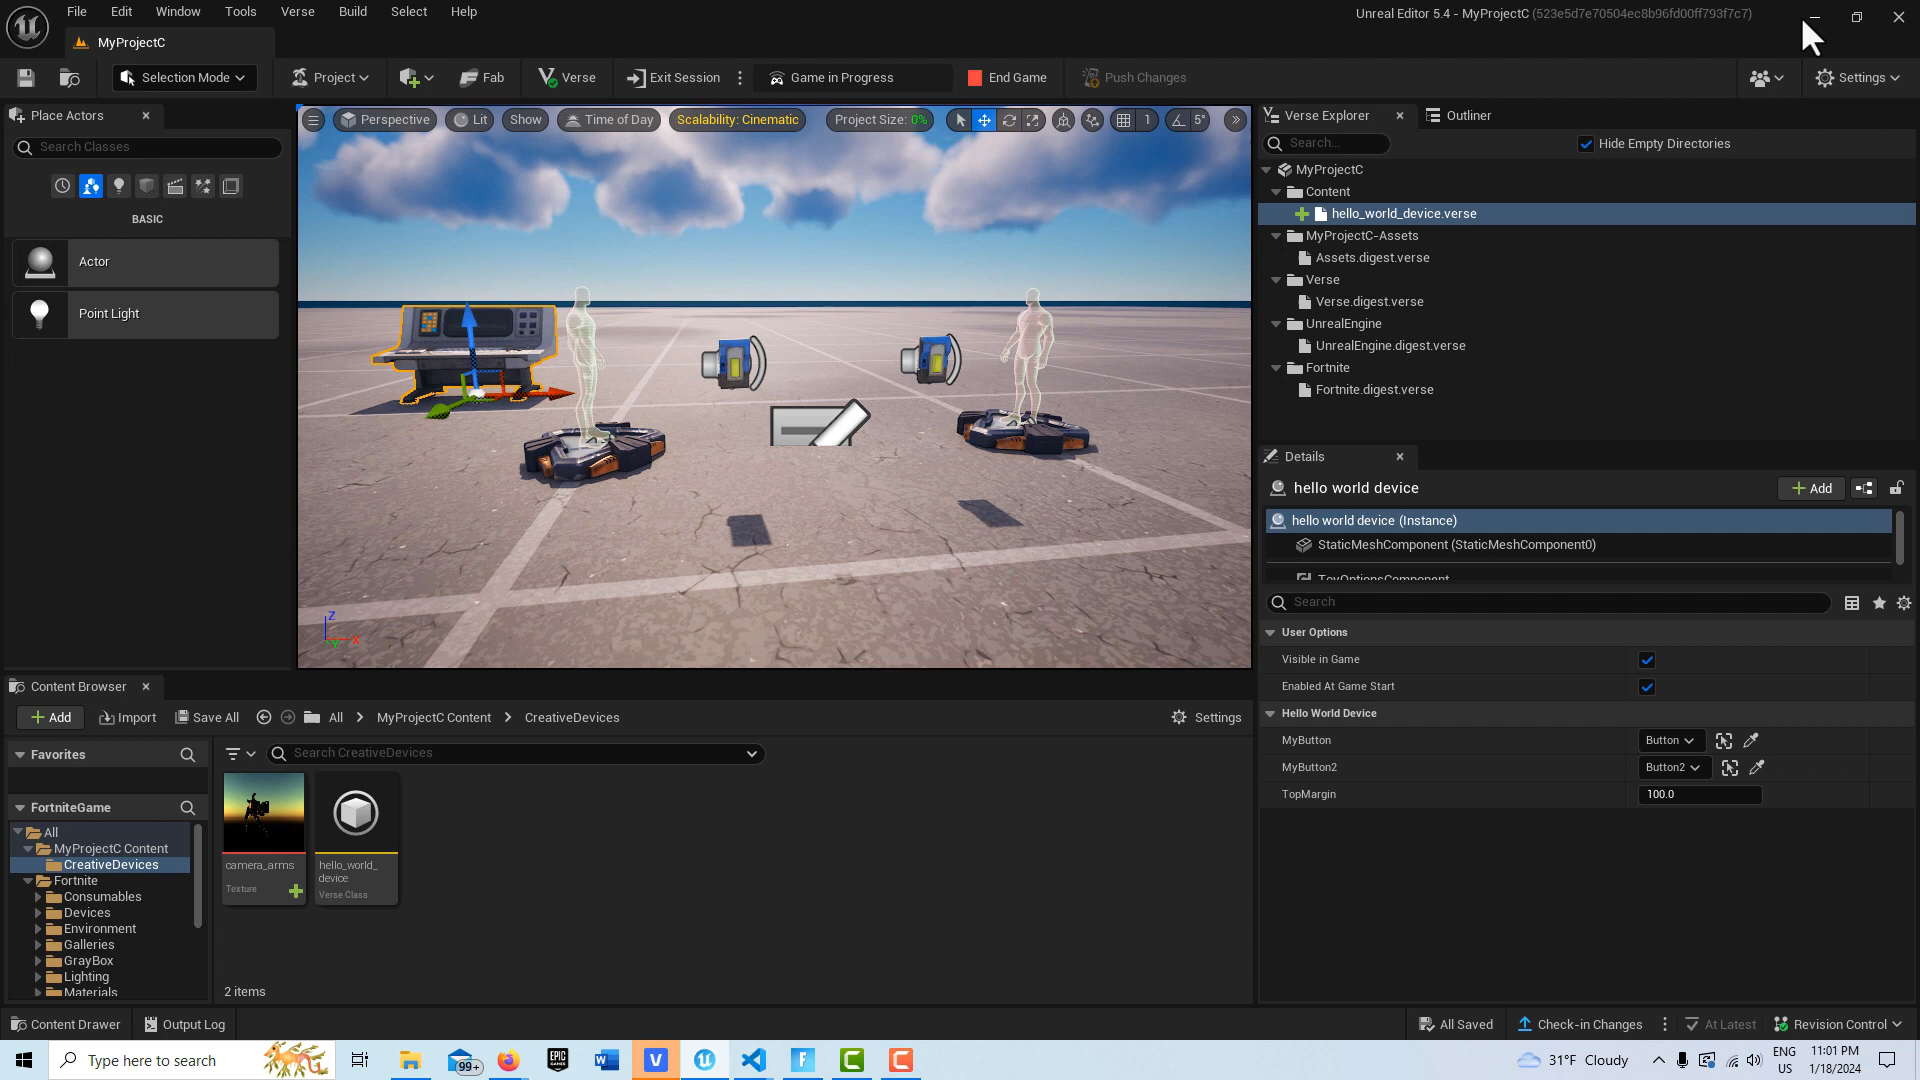 File Edit Window Tools Verse Build Select Help
Unreal Editor 5.4 - MyProjectC (523e5d7e70504ec8b96fd00ff793f7c7)
MyProjectC
Selection Mode
Project
Fab
Verse
Exit Session
Game in Progress
End Game
Push Changes
Settings
Place Actors
Search Classes
BASIC
Actor
Point Light
Perspective
Lit
Show
Time of Day
Scalability: Cinematic
Project Size: 0%
1
5°
Z
X
Y
Verse Explorer
Outliner
Search...
Hide Empty Directories
MyProjectC
Content
hello_world_device.verse
MyProjectC-Assets
Assets.digest.verse
Verse
Verse.digest.verse
UnrealEngine
UnrealEngine.digest.verse
Fortnite
Fortnite.digest.verse
Details
hello world device
Add
hello world device (Instance)
StaticMeshComponent (StaticMeshComponent0)
ToyOptionsComponent
Search
User Options
Visible in Game
Enabled At Game Start
Hello World Device
MyButton
Button
MyButton2
Button2
TopMargin
100.0
Content Browser
Add
Import
Save All
All
MyProjectC Content
CreativeDevices
Settings
Favorites
Search CreativeDevices
FortniteGame
All
MyProjectC Content
CreativeDevices
Fortnite
Consumables
Devices
Environment
Galleries
GrayBox
Lighting
Materials
camera_arms
Texture
hello_world_
device
Verse Class
2 items
Content Drawer
Output Log
All Saved
Check-in Changes
At Latest
Revision Control
Type here to search
99+
EPIC
GAMES
W
V
F
C
C
31°F Cloudy
ENG
US
11:01 PM
1/18/2024